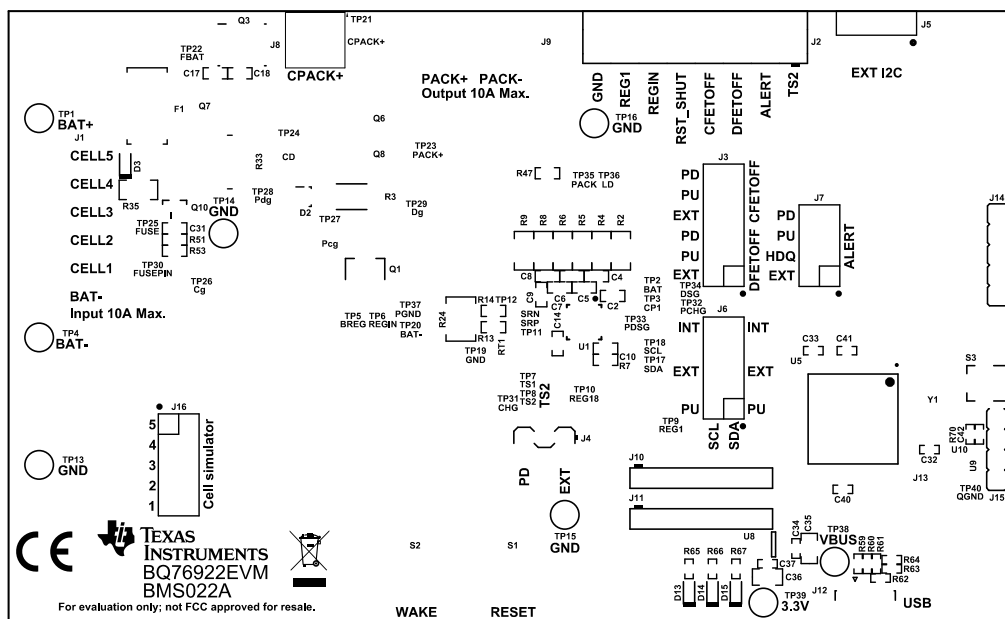 Q3
TP21
J8
CPACK+
CPACK+
J9
J2
J5
TP22
FBAT
C17
C18
PACK+ PACK-
Output 10A Max.
GND
REG1
REGIN
RST_SHUT
CFETOFF
DFETOFF
ALERT
TS2
EXT I2C
TP1
BAT+
F1
Q7
Q6
TP16
GND
J1
TP24
CD
R33
Q8
TP23
PACK+
CELL5
CELL4
CELL3
CELL2
CELL1
D3
R35
Q10
TP14
GND
TP28
Pdg
D2
TP27
R3
TP29
Dg
R47
TP35
PACK
TP36
LD
J3
PD
PU
EXT
PD
PU
EXT
CFETOFF
DFETOFF
J7
PD
PU
HDQ
EXT
ALERT
J14
TP25
FUSE
C31
R51
R53
TP30
FUSEPIN
TP26
Cg
Pcg
Q1
R9
R8
R6
R5
R4
R2
C8
C6
C5
C4
C9
C7
C2
TP2
BAT
TP3
CP1
TP34
DSG
TP32
PCHG
BAT-
Input 10A Max.
TP4
BAT-
TP5
BREG
TP6
REGIN
TP37
PGND
TP20
BAT-
R24
R14
TP12
R13
RT1
TP19
GND
SRN
SRP
TP11
C14
U1
TP33
PDSG
C10
R7
TP18
SCL
TP17
SDA
J6
INT
INT
EXT
EXT
PU
PU
SCL
SDA
TP9
REG1
U5
C33
C41
S3
Y1
TP7
TS1
TP8
TS2
TS2
TP31
CHG
TP10
REG18
J4
PD
EXT
J16
5
4
3
2
1
Cell simulator
TP13
GND
R70
C42
U10
C32
U9
J13
C40
TP40
QGND
J15
J10
J11
TP15
GND
U8
C34
C35
TP38
VBUS
R59
R60
R61
R64
R63
R62
TEXAS
INSTRUMENTS
BQ76922EVM
BMS022A
For evaluation only; not FCC approved for resale.
S2
S1
WAKE
RESET
R65
R66
R67
D13
D14
D15
C37
C36
TP39
3.3V
J12
USB